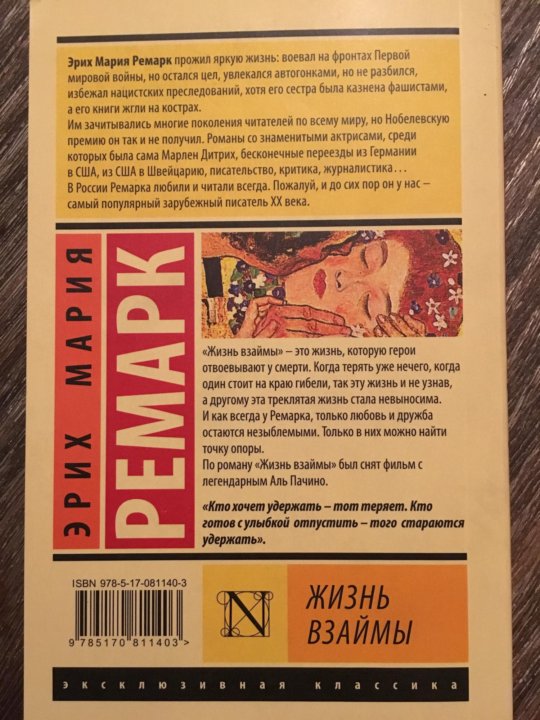 Эрих Мария Ремарк прожил яркую жизнь: воевал на фронтах Первой
мировой войны, но остался цел, увлекался автогонками, но не разбился,
избежал нацистских преследований, хотя его сестра была казнена фашистами,
а его книги жгли на кострах.
Им зачитывались многие поколения читателей по всему миру, но Нобелевскую
премию он так и не получил. Романы со знаменитыми актрисами, среди
которых была сама Марлен Дитрих, бесконечные переезды из Германии
в США, из США в Швейцарию, писательство, критика, журналистика...
В России Ремарка любили и читали всегда. Пожалуй, и до сих пор он у нас –
самый популярный зарубежный писатель XX века.
ЭРИХ МАРИЯ
РЕМАРК
«Жизнь взаймы» – это жизнь, которую герои
отвоевывают у смерти. Когда терять уже нечего, когда
один стоит на краю гибели, так эту жизнь и не узнав,
а другому эта треклятая жизнь стала невыносима.
И как всегда у Ремарка, только любовь и дружба
остаются незыблемыми. Только в них можно найти
точку опоры.
По роману «Жизнь взаймы» был снят фильм с
легендарным Аль Пачино.
«Кто хочет удержать – тот теряет. Кто
готов с улыбкой отпустить – того стараются
удержать».
ISBN 978-5-17-081140-3
9 785170 811403 >
N
ЖИЗНЬ
ВЗАЙМЫ
эксклюзивная классика